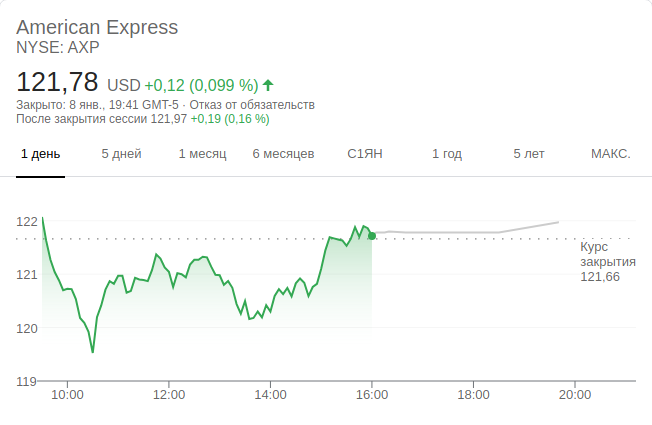 American Express
NYSE: AXP
121,78 USD +0,12 (0,099 %)
Закрыто: 8 янв., 19:41 GMT-5 · Отказ от обязательств
После закрытия сессии 121,97 +0,19 (0,16 %)
1 день 5 дней 1 месяц 6 месяцев С1ЯН 1 год 5 лет МАКС.
122
Курс
закрытия
121,66
121
120
119
10:00 12:00 14:00 16:00 18:00 20:00